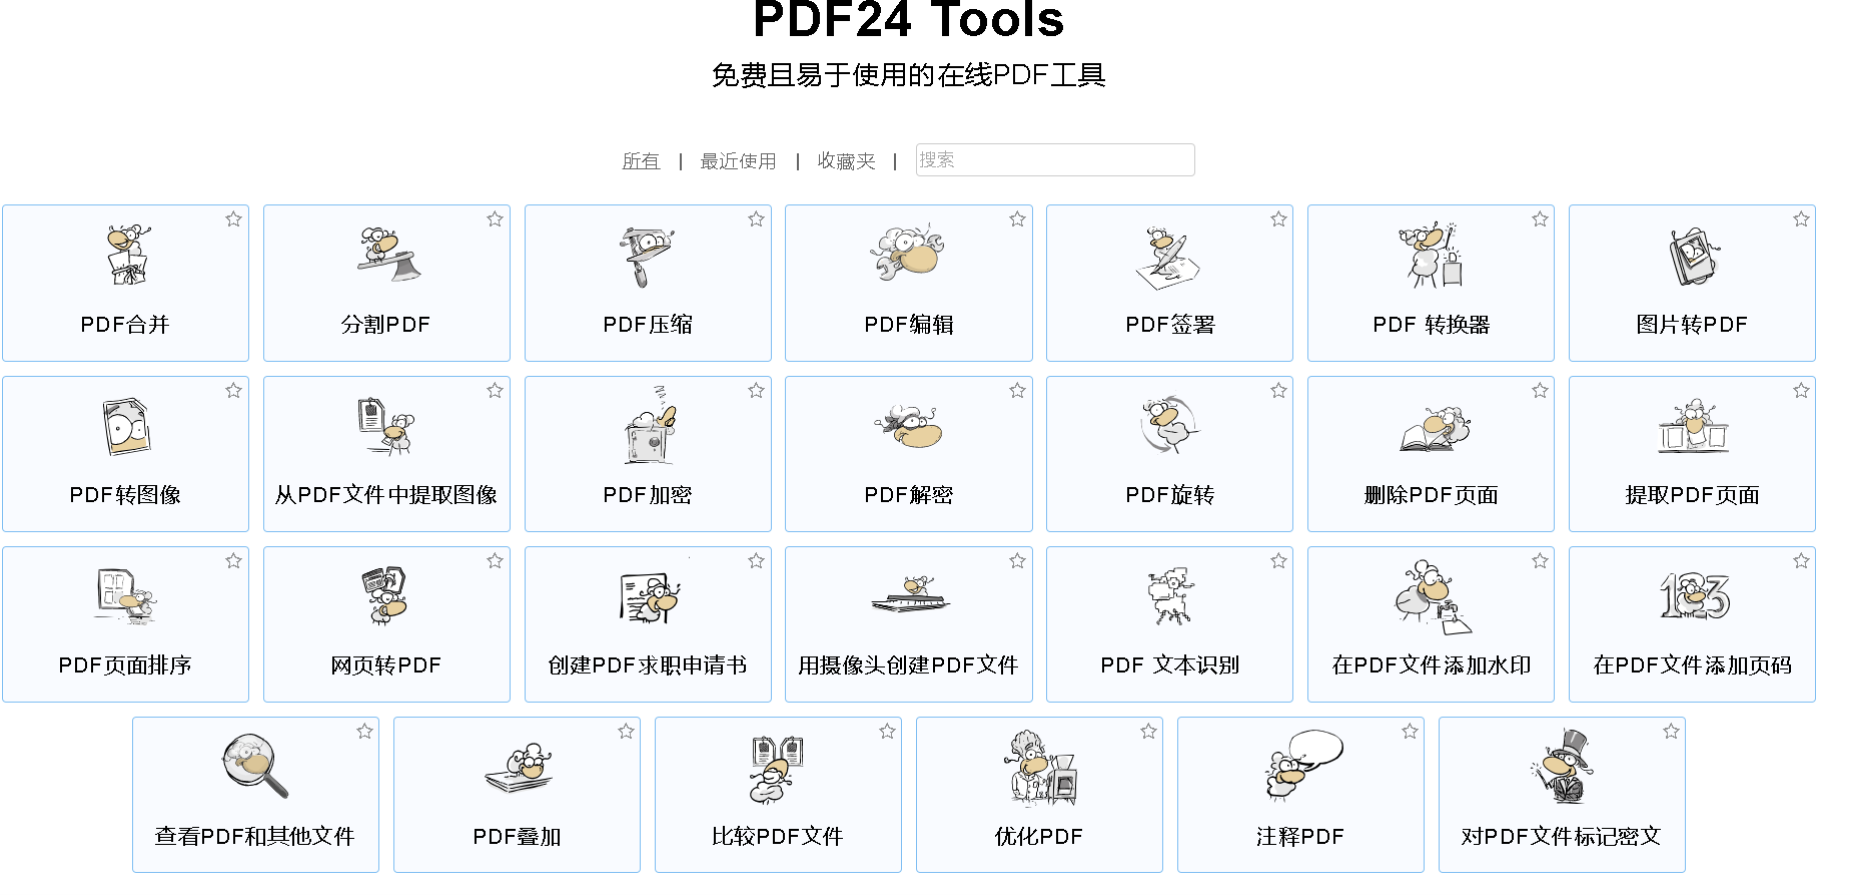 PDF24 Tools
免费且易于使用的在线PDF工具
所有 | 最近使用 | 收藏夹 | 搜索
PDF合并
分割PDF
PDF压缩
PDF编辑
PDF签署
PDF 转换器
图片转PDF
PDF转图像
从PDF文件中提取图像
PDF加密
PDF解密
PDF旋转
删除PDF页面
提取PDF页面
123
PDF页面排序
网页转PDF
创建PDF求职申请书
用摄像头创建PDF文件
PDF 文本识别
在PDF文件添加水印
在PDF文件添加页码
查看PDF和其他文件
PDF叠加
比较PDF文件
优化PDF
注释PDF
对PDF文件标记密文